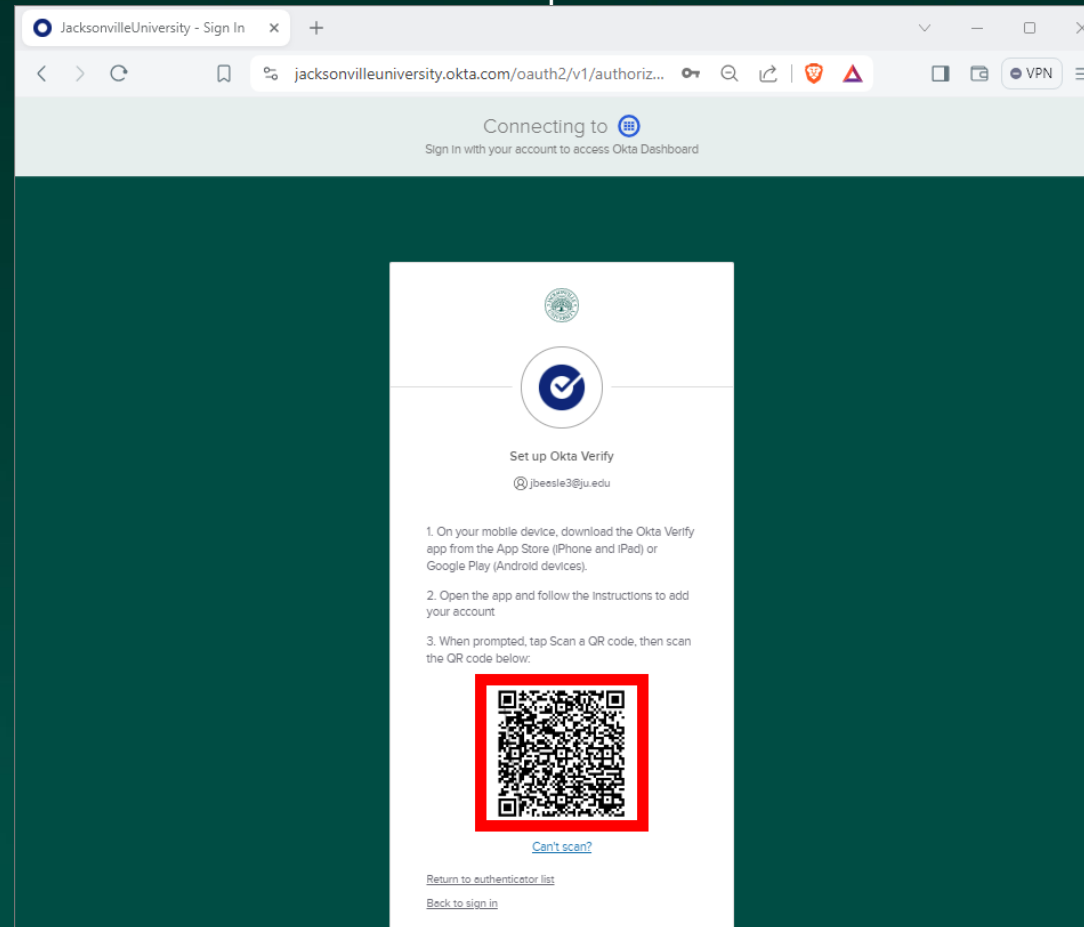 JacksonvilleUniversity - Sign In
jacksonvilleuniversity.okta.com/oauth2/v1/authoriz...
VPN
Connecting to
Sign in with your account to access Okta Dashboard
JACKSONVILLE
UNIVERSITY
Set up Okta Verify
jbeasle3@ju.edu
1. On your mobile device, download the Okta Verify
app from the App Store (iPhone and iPad) or
Google Play (Android devices).
2. Open the app and follow the instructions to add
your account
3. When prompted, tap Scan a QR code, then scan
the QR code below:
Can't scan?
Return to authenticator list
Back to sign in